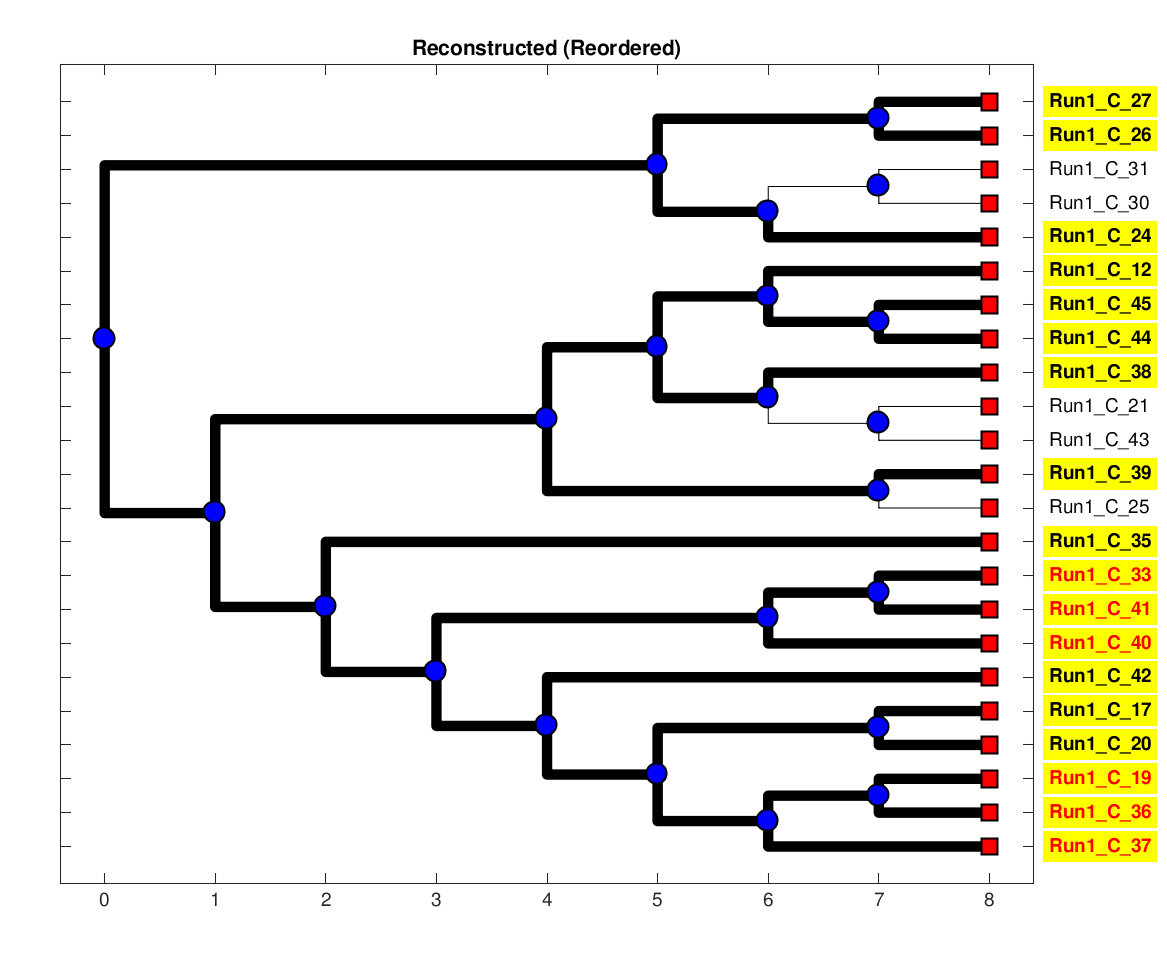 Reconstructed (Reordered)
Run1_C_27
Run1_C_26
Run1_C_31
Run1_C_30
Run1_C_24
Run1_C_12
Run1_C_45
Run1_C_44
Run1_C_38
Run1_C_21
Run1_C_43
Run1_C_39
Run1_C_25
Run1_C_35
Run1_C_33
Run1_C_41
Run1_C_40
Run1_C_42
Run1_C_17
Run1_C_20
Run1_C_19
Run1_C_36
Run1_C_37
0 1 2 3 4 5 6 7 8